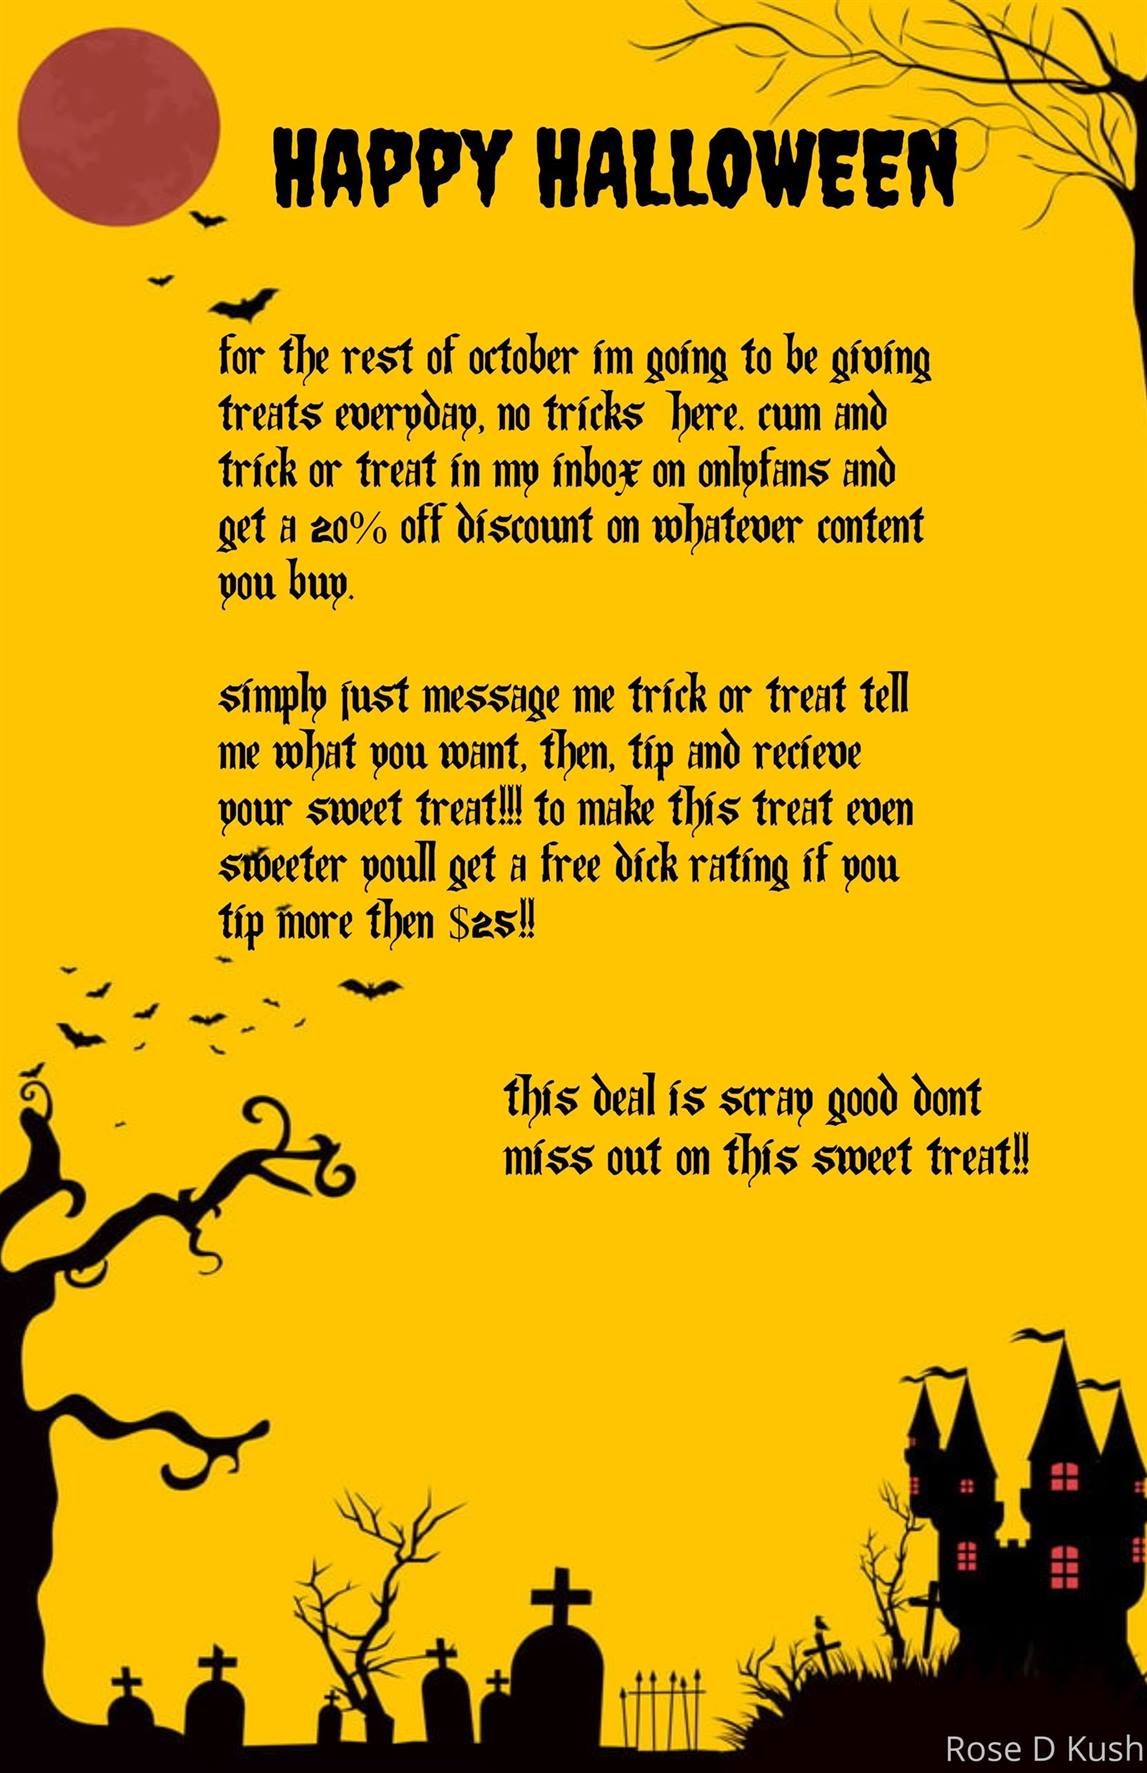 HAPPY HALLOWEEN
for the rest of october im going to be giving
treats everyday, no tricks here. cum and
trick or treat in my inbox on onlyfans and
get a 20% off discount on whatever content
you buy.
simply just message me trick or treat tell
me what you want, then, tip and recieve
your sweet treat!!! to make this treat even
sweeter youll get a free dick rating if you
tip more then $25!!
this deal is scray good dont
miss out on this sweet treat!!
Rose D Kush